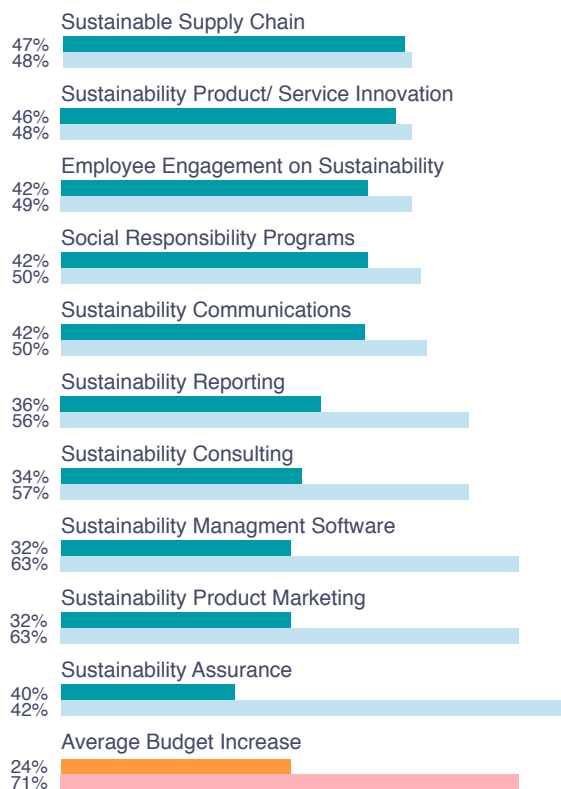 Sustainable Supply Chain
47%
48%
Sustainability Product/ Service Innovation
46%
48%
Employee Engagement on Sustainability
42%
49%
Social Responsibility Programs
42%
50%
Sustainability Communications
42%
50%
Sustainability Reporting
36%
56%
Sustainability Consulting
34%
57%
Sustainability Managment Software
32%
63%
Sustainability Product Marketing
32%
63%
Sustainability Assurance
40%
42%
Average Budget Increase
24%
71%